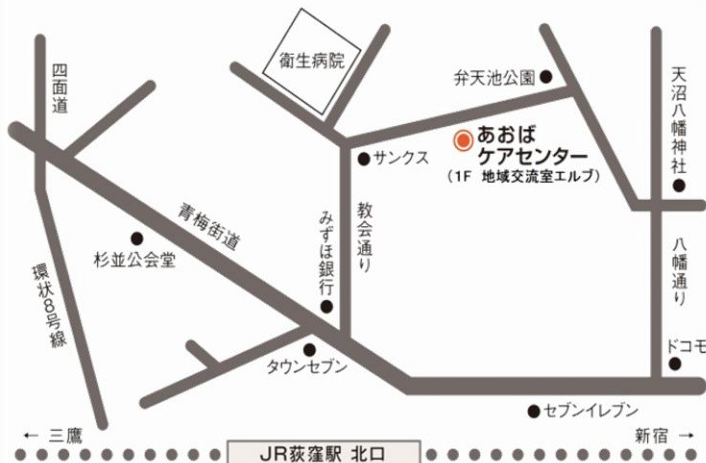 四面道
衛生病院
弁天池公園
天沼八幡神社
あおば
ケアセンター
(1F 地域交流室エルブ)
サンクス
教会通り
みずほ銀行
青梅街道
杉並公会堂
環状8号線
八幡通り
ドコモ
タウンセブン
セブンイレブン
← 三鷹
新宿 →
JR荻窪駅 北口